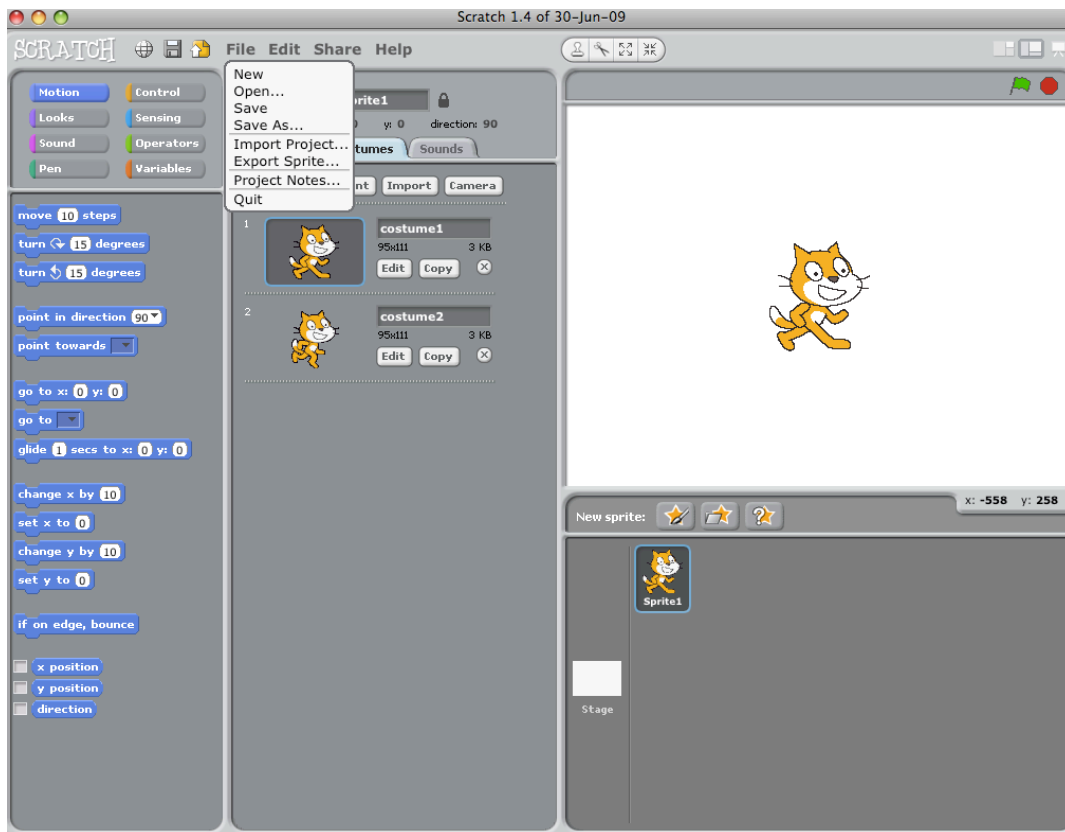 Scratch 1.4 of 30-Jun-09
SCRATCH File Edit Share Help
New
Open...
Save
Save As...
Import Project...
Export Sprite...
Project Notes...
Quit
Motion Control
Looks Sensing
Sound Operators
Pen Variables
move 10 steps
turn 15 degrees
turn 15 degrees
point in direction 90
point towards
go to x: 0 y: 0
go to
glide 1 secs to x: 0 y: 0
change x by 10
set x to 0
change y by 10
set y to 0
if on edge, bounce
x position
y position
direction
rite1
y: 0 direction: 90
tumes Sounds
nt Import Camera
1 costume1
95x111 3 KB
Edit Copy
2 costume2
95x111 3 KB
Edit Copy
x: -558 y: 258
New sprite:
Sprite1
Stage